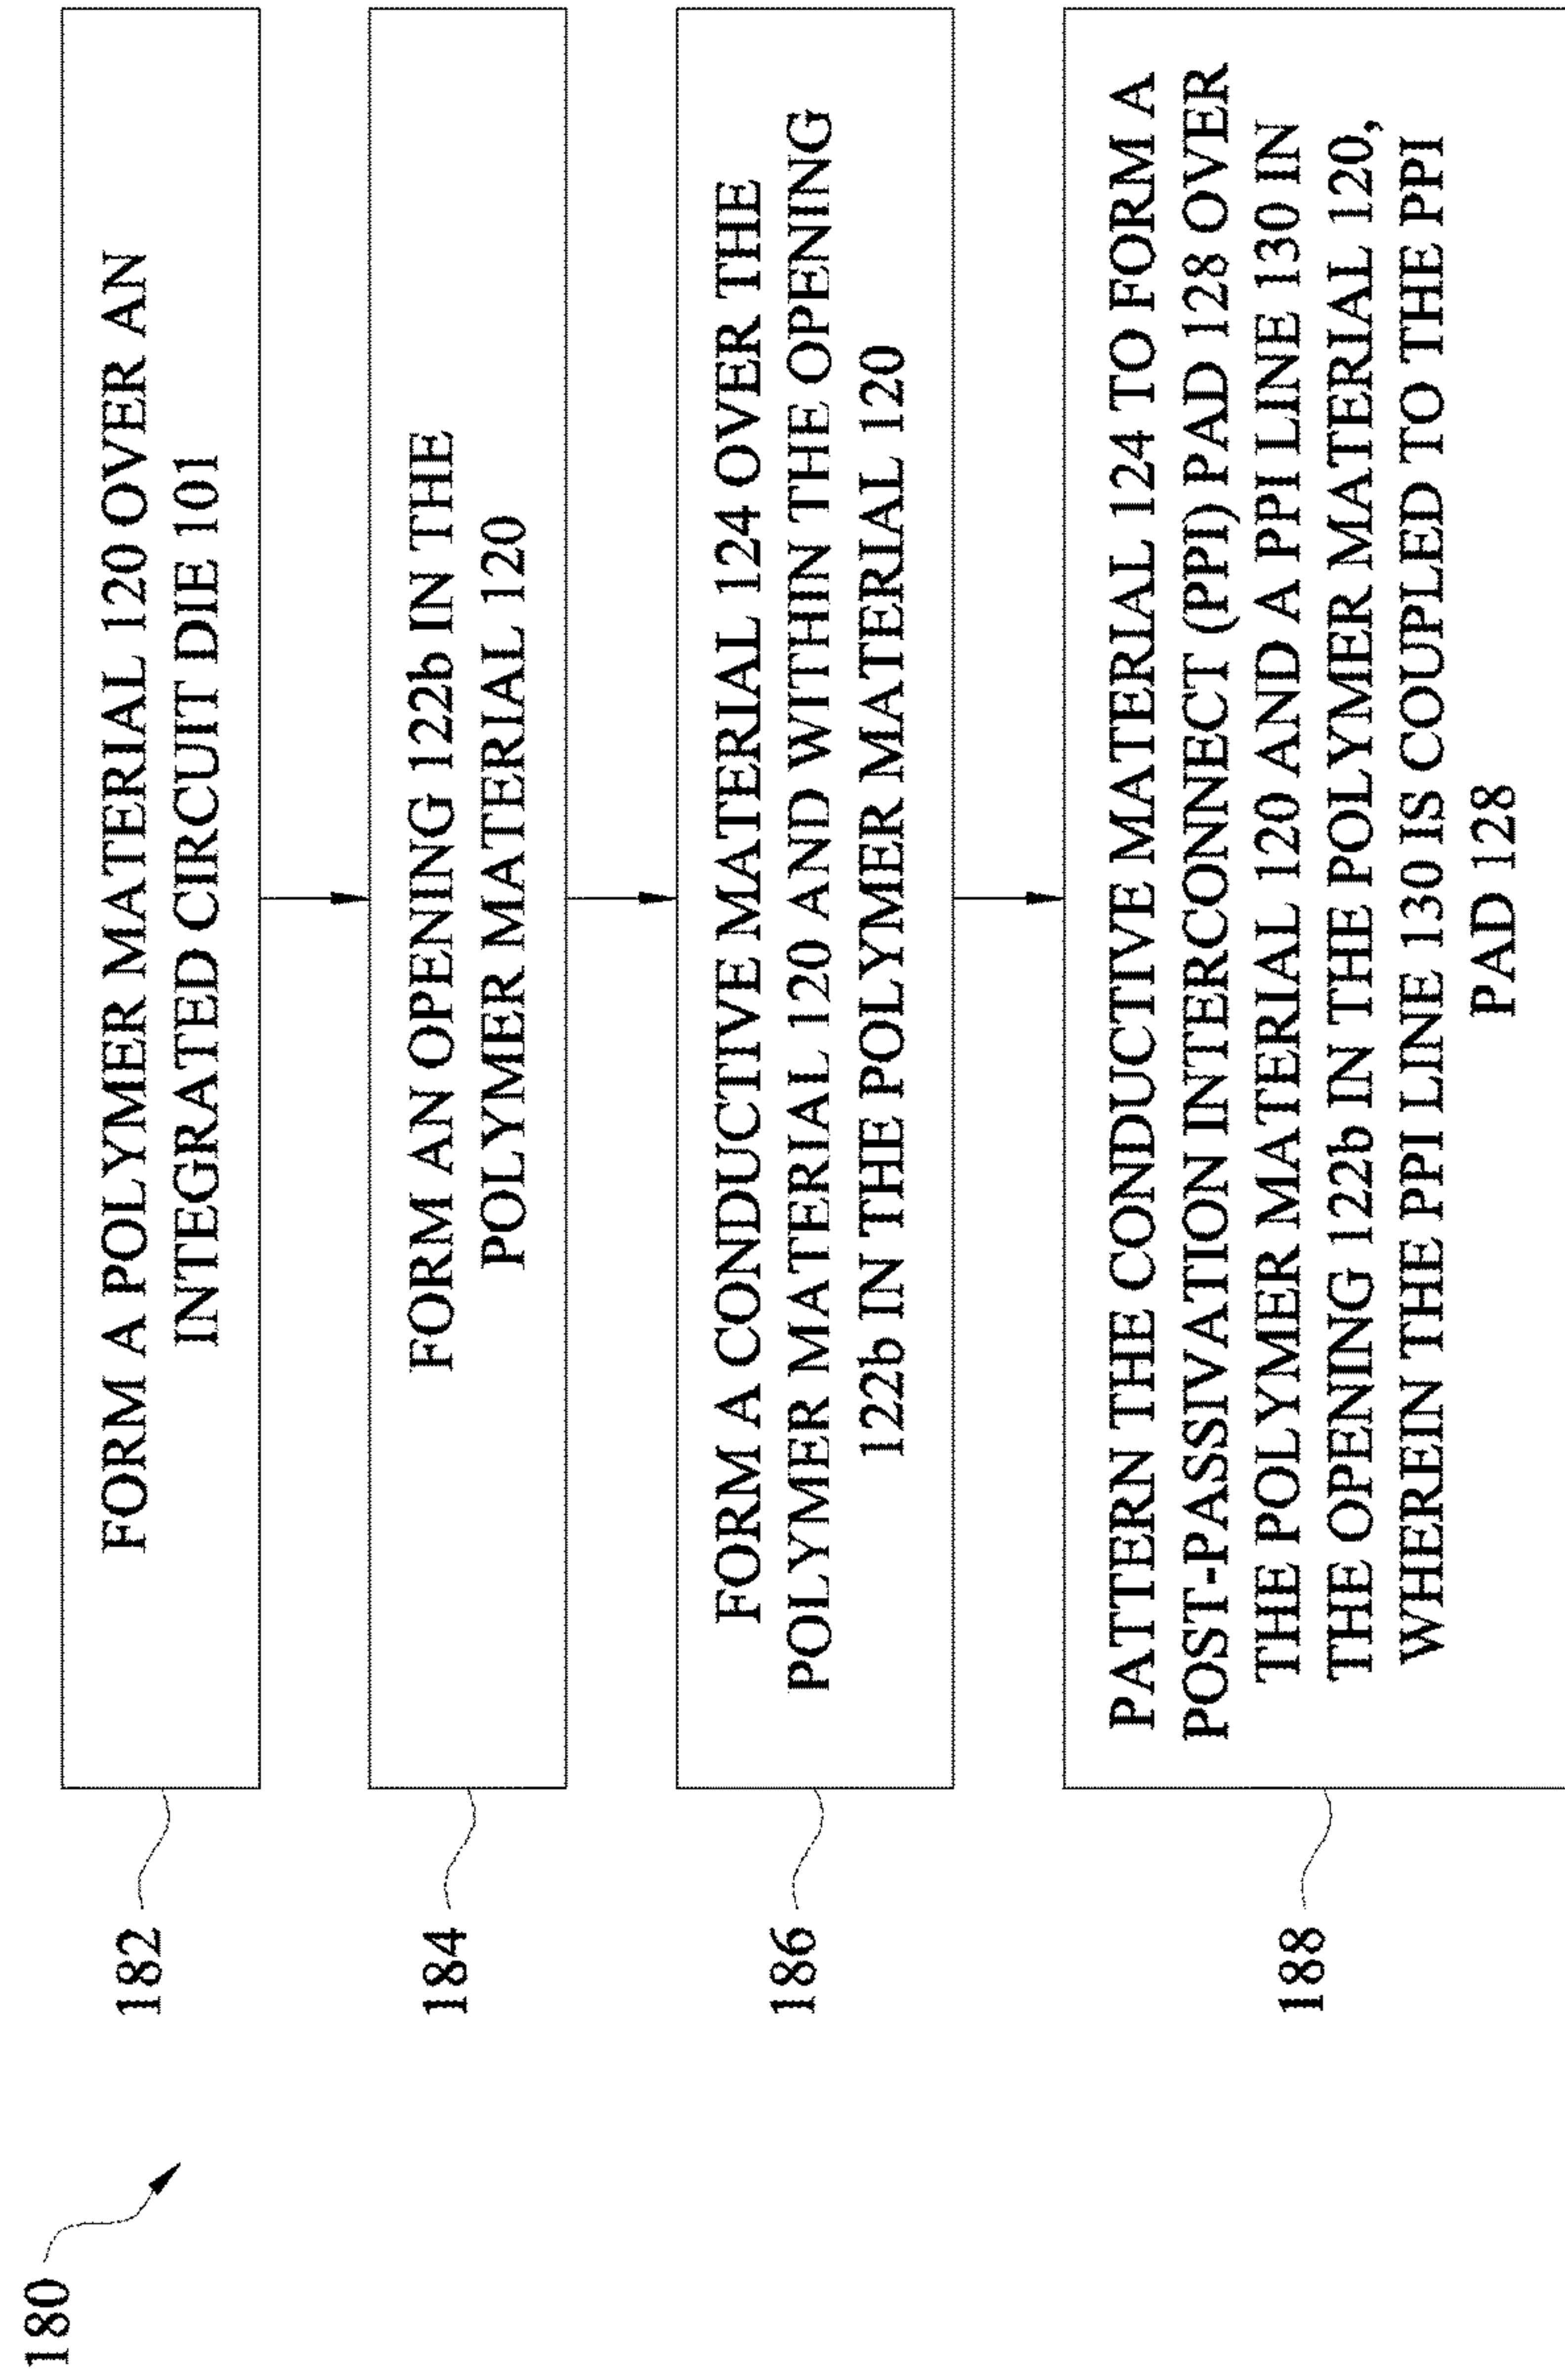 180
182
FORM A POLYMER MATERIAL 120 OVER AN
INTEGRATED CIRCUIT DIE 101
184
FORM AN OPENING 122b IN THE
POLYMER MATERIAL 120
186
FORM A CONDUCTIVE MATERIAL 124 OVER THE
POLYMER MATERIAL 120 AND WITHIN THE OPENING
122b IN THE POLYMER MATERIAL 120
188
PATTERN THE CONDUCTIVE MATERIAL 124 TO FORM A
POST-PASSIVATION INTERCONNECT (PPI) PAD 128 OVER
THE POLYMER MATERIAL 120 AND A PPI LINE 130 IN
THE OPENING 122b IN THE POLYMER MATERIAL 120,
WHEREIN THE PPI LINE 130 IS COUPLED TO THE PPI
PAD 128